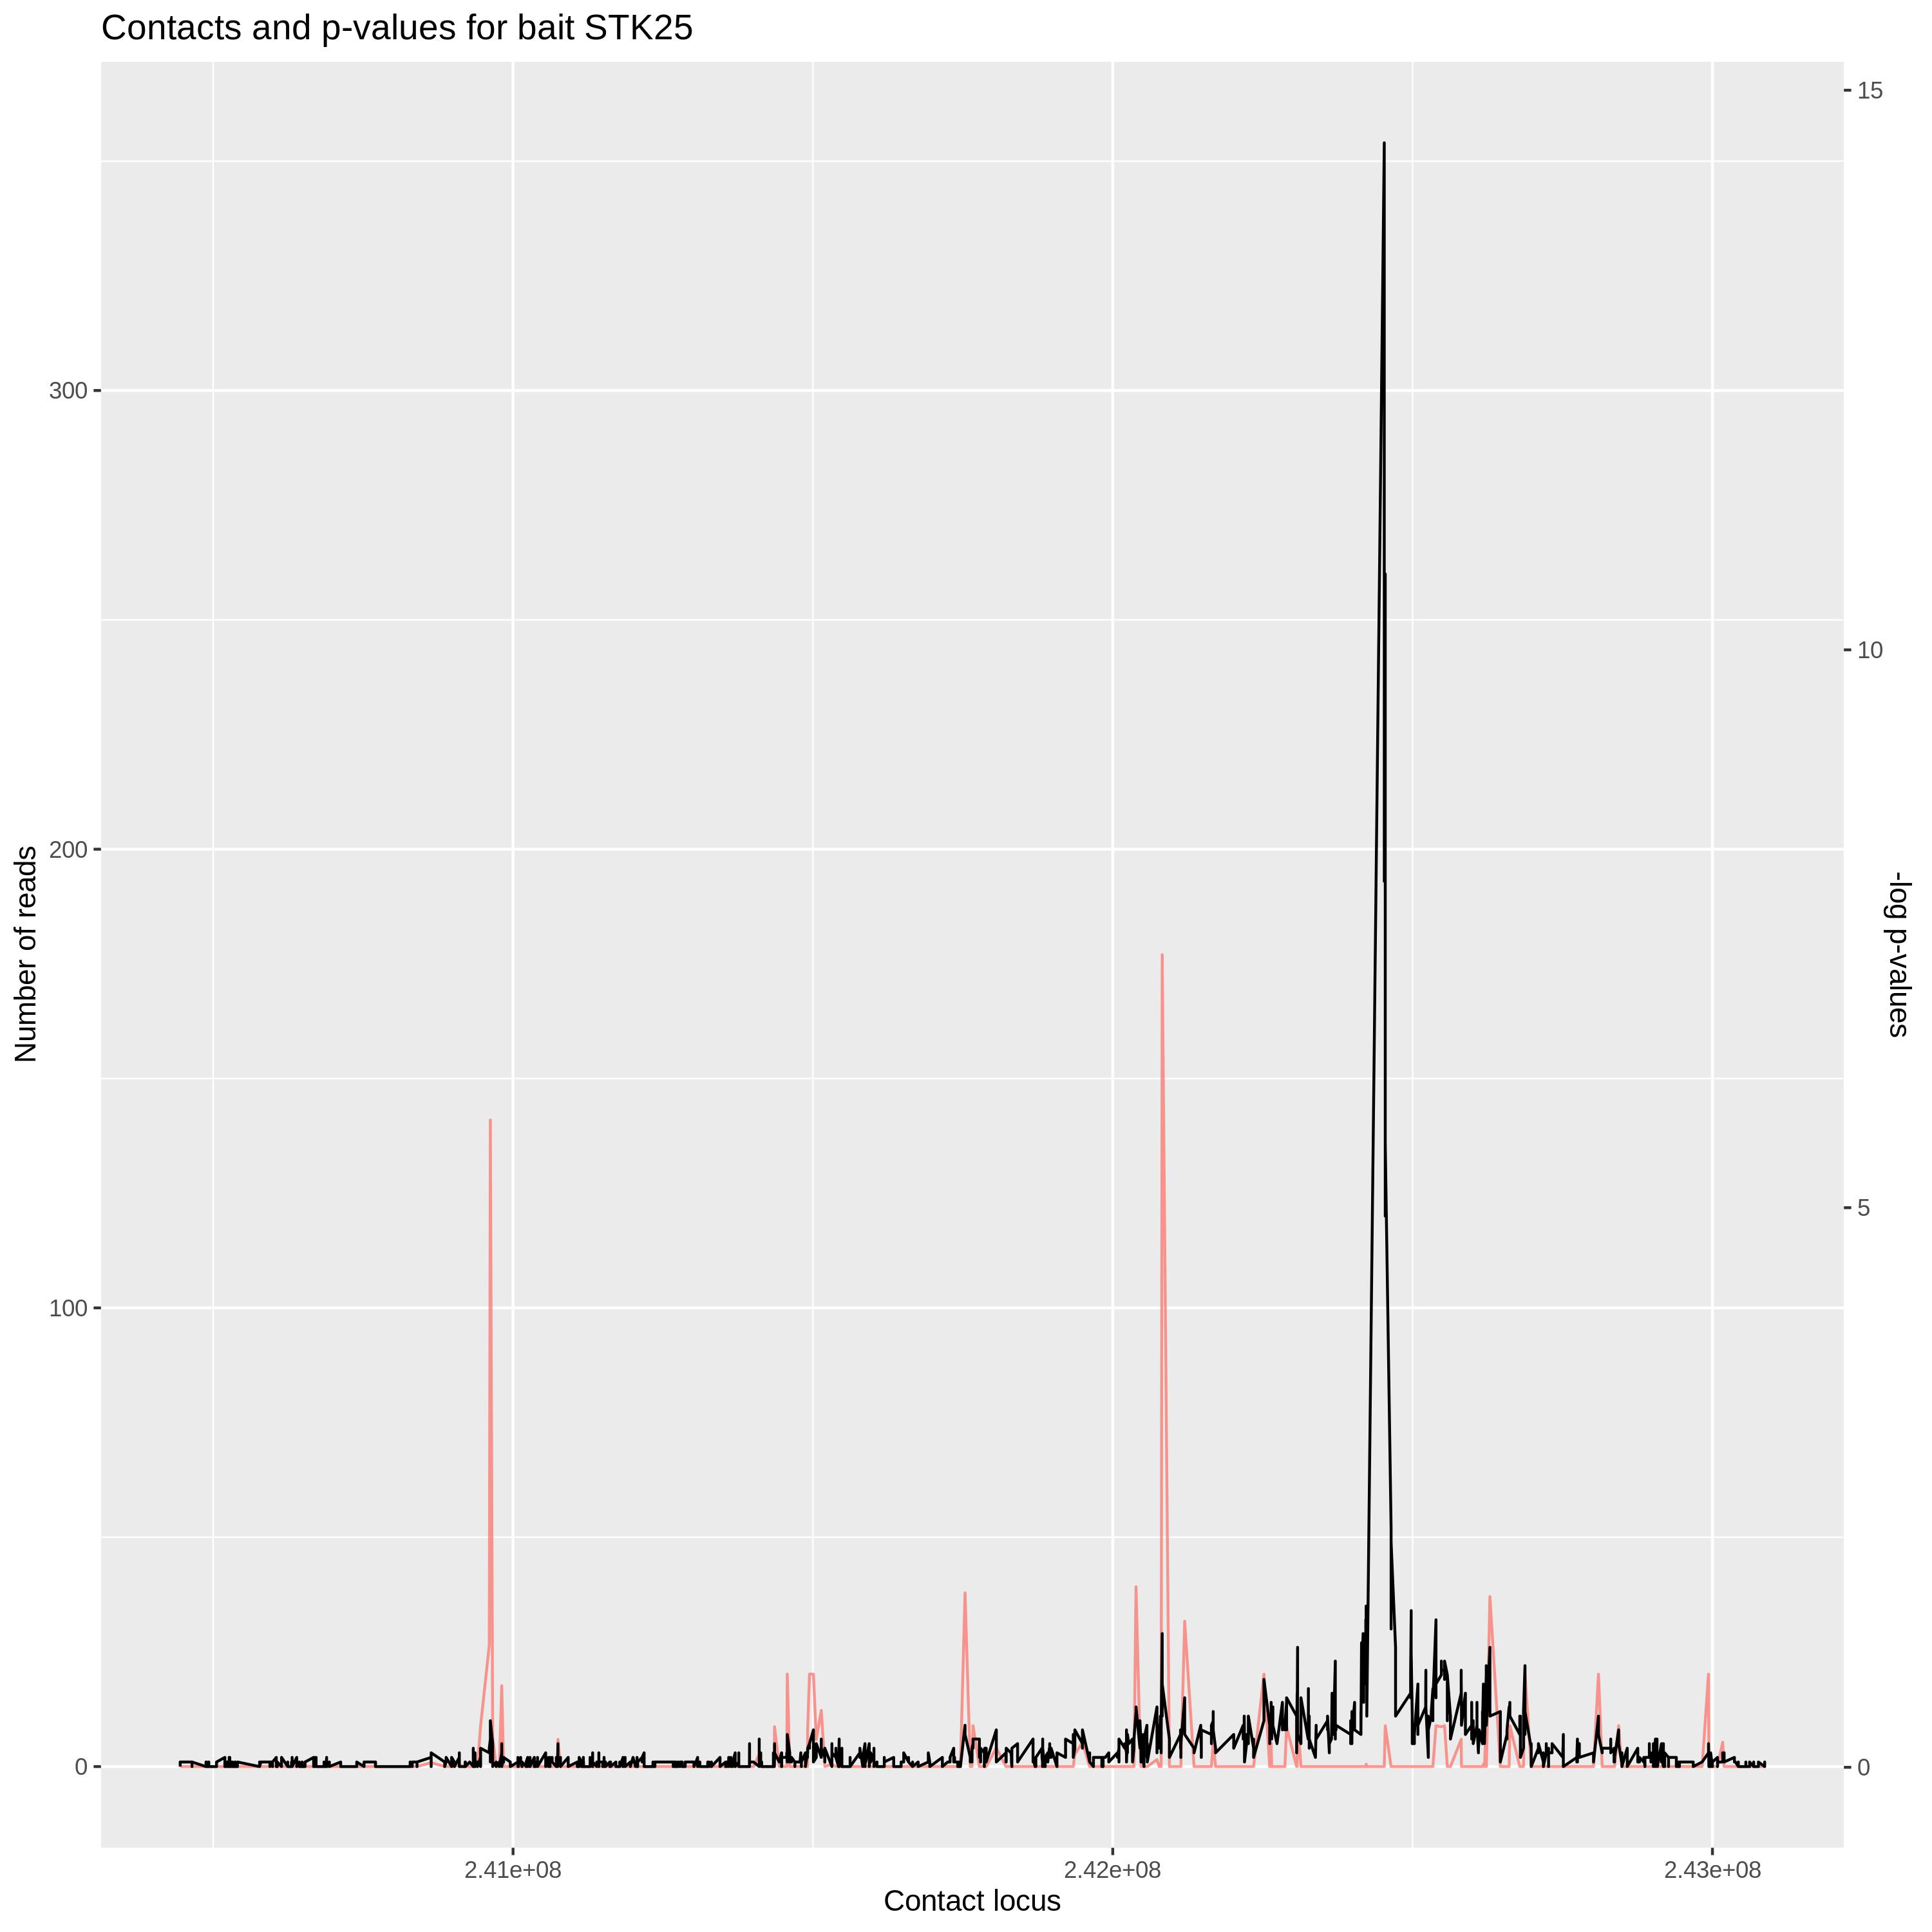 Contacts and p-values for bait STK25
15
300
10
200
Number of reads
-log p-values
5
100
0
0
2.41e+08
2.42e+08
2.43e+08
Contact locus